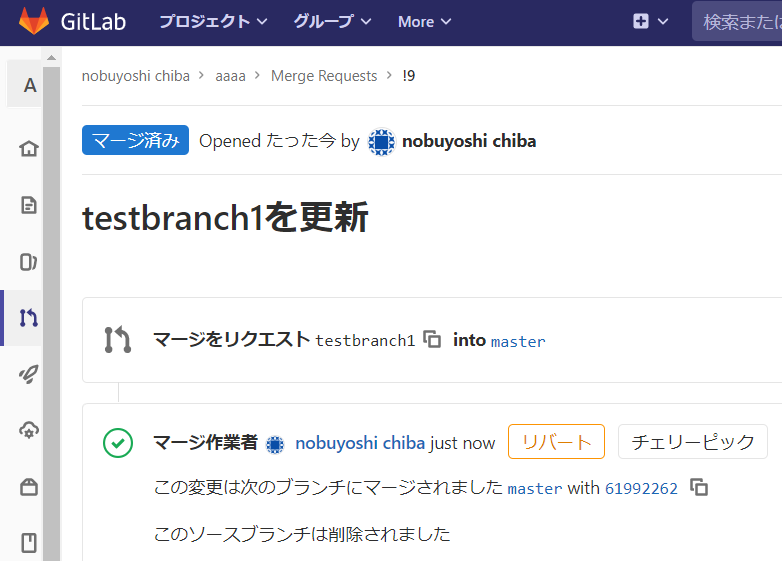 GitLab プロジェクト グループ More 検索または
A nobuyoshi chiba > aaaa > Merge Requests > !9
マージ済み Opened たった今 by nobuyoshi chiba
testbranch1を更新
マージをリクエスト testbranch1 into master
マージ作業者 nobuyoshi chiba just now リバート チェリーピック
この変更は次のブランチにマージされました master with 61992262
このソースブランチは削除されました